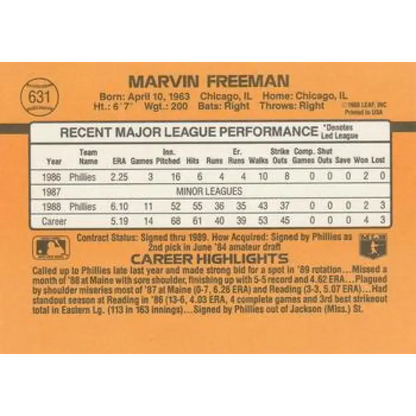 631
MARVIN FREEMAN
Born: April 10, 1963 Chicago, IL Home: Chicago, IL
Ht.: 6'7" Wgt.: 200 Bats: Right Throws: Right
©1988 LEAF, INC
Printed in USA
RECENT MAJOR LEAGUE PERFORMANCE *Denotes Led League
Year Team Name ERA Games Inn. Pitched Hits Runs Er. Runs Walks Strike Outs Comp. Games Shut Outs Save Won Lost
1986 Phillies 2.25 3 16 6 4 4 10 8 0 0 0 2 0
1987 MINOR LEAGUES
1988 Phillies 6.10 11 52 55 36 35 43 37 0 0 0 2 3
Career 5.19 14 68 61 40 39 53 45 0 0 0 4 3
Contract Status: Signed thru 1989. How Acquired: Signed by Phillies as
2nd pick in June '84 amateur draft
CAREER HIGHLIGHTS
Called up to Phillies late last year and made strong bid for a spot in '89 rotation...Missed a
month of '88 at Maine with sore shoulder, finishing up with 5-5 record and 4.62 ERA...Plagued
by shoulder miseries most of '87 at Maine (0-7, 6.26 ERA) and Reading (3-3, 5.07 ERA)...Had
standout season at Reading in '86 (13-6, 4.03 ERA, 4 complete games and 3rd best strikeout
total in Eastern Lg. (113 in 163 innings)...Signed by Phillies out of Jackson (Miss.) St.